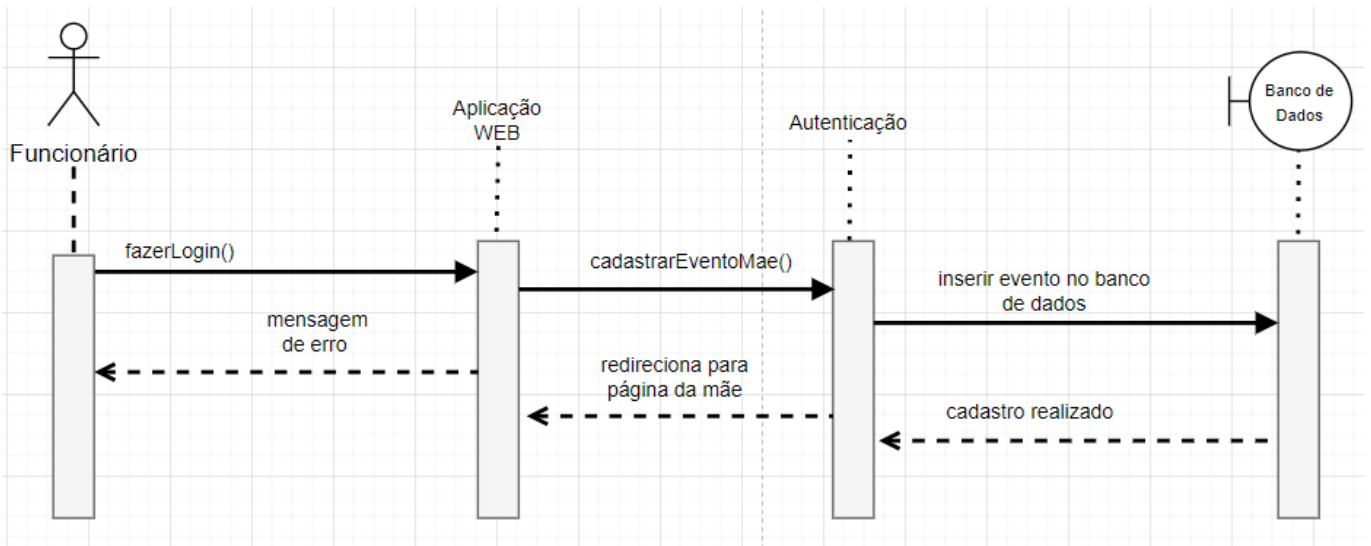 Funcionário
Aplicação
WEB
Autenticação
Banco de
Dados
fazerLogin()
cadastrarEventoMae()
inserir evento no banco
de dados
mensagem
de erro
redireciona para
página da mãe
cadastro realizado